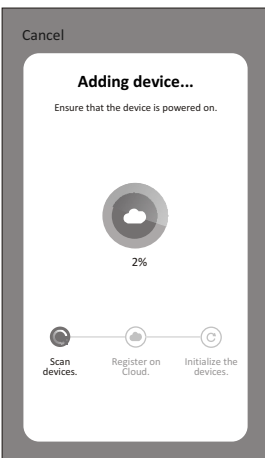 Cancel
Adding device...
Ensure that the device is powered on.
2%
Scan
devices.
Register on
Cloud.
Initialize the
devices.